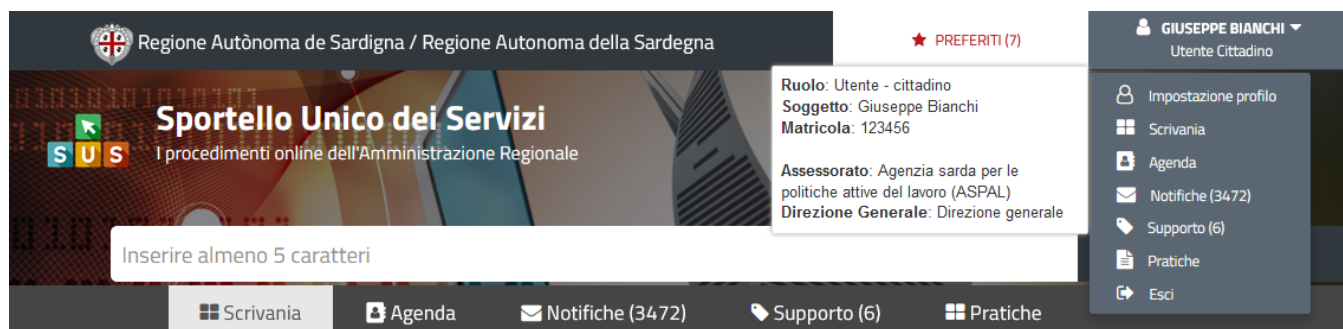 Regione Autònoma de Sardigna / Regione Autonoma della Sardegna
PREFERITI (7)
GIUSEPPE BIANCHI
Utente Cittadino
Sportello Unico dei Servizi
I procedimenti online dell'Amministrazione Regionale
SUS
Ruolo: Utente - cittadino
Soggetto: Giuseppe Bianchi
Matricola: 123456
Assessorato: Agenzia sarda per le
politiche attive del lavoro (ASPAL)
Direzione Generale: Direzione generale
Impostazione profilo
Scrivania
Agenda
Notifiche (3472)
Supporto (6)
Pratiche
Esci
Inserire almeno 5 caratteri
Scrivania Agenda Notifiche (3472) Supporto (6) Pratiche